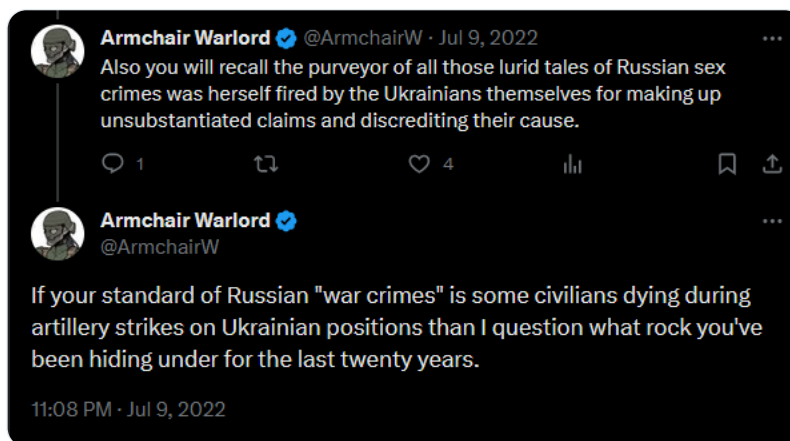 Armchair Warlord @ArmchairW · Jul 9, 2022
Also you will recall the purveyor of all those lurid tales of Russian sex
crimes was herself fired by the Ukrainians themselves for making up
unsubstantiated claims and discrediting their cause.
1 4
Armchair Warlord
@ArmchairW
If your standard of Russian "war crimes" is some civilians dying during
artillery strikes on Ukrainian positions than I question what rock you've
been hiding under for the last twenty years.
11:08 PM · Jul 9, 2022